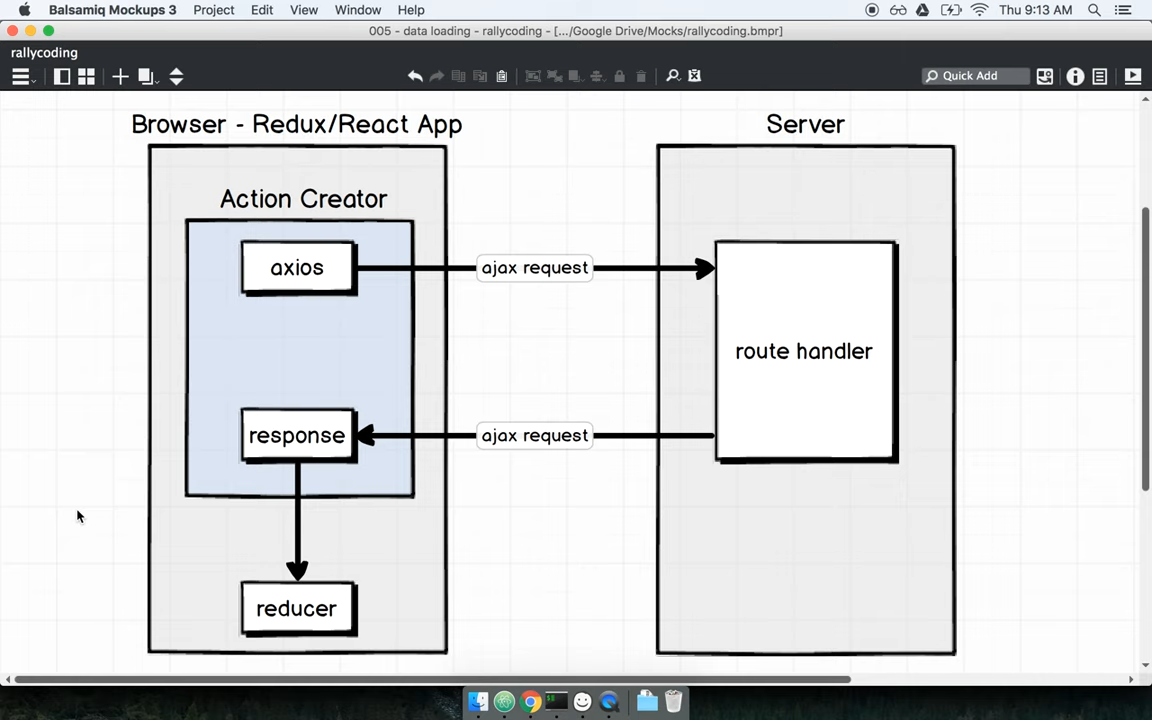 Balsamiq Mockups 3 Project Edit View Window Help Thu 9:13 AM
005 - data loading - rallycoding - [.../Google Drive/Mocks/rallycoding.bmpr]
rallycoding
Quick Add
Browser - Redux/React App
Server
Action Creator
axios
ajax request
route handler
response
ajax request
reducer